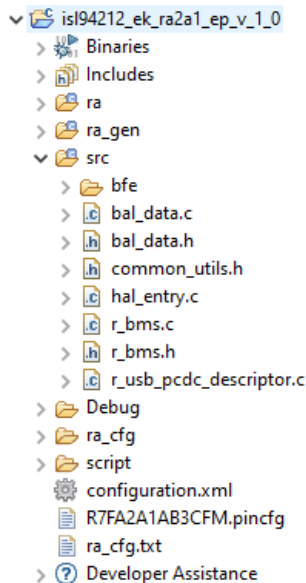 isl94212_ek_ra2a1_ep_v_1_0
Binaries
Includes
ra
ra_gen
src
bfe
bal_data.c
bal_data.h
common_utils.h
hal_entry.c
r_bms.c
r_bms.h
r_usb_pcdc_descriptor.c
Debug
ra_cfg
script
configuration.xml
R7FA2A1AB3CFM.pincfg
ra_cfg.txt
Developer Assistance